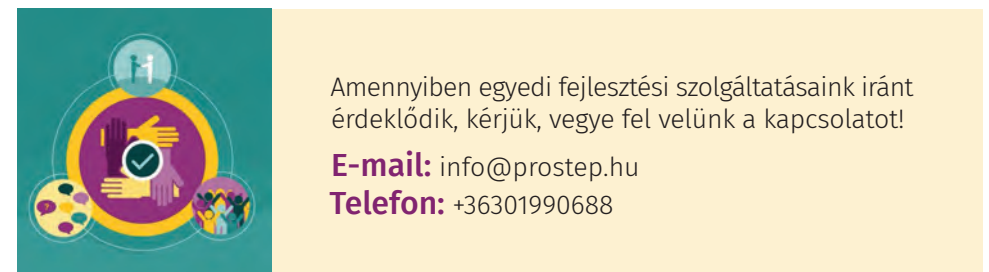 Amennyiben egyedi fejlesztési szolgáltatásaink iránt
érdeklődik, kérjük, vegye fel velünk a kapcsolatot!
E-mail: info@prostep.hu
Telefon: +36301990688